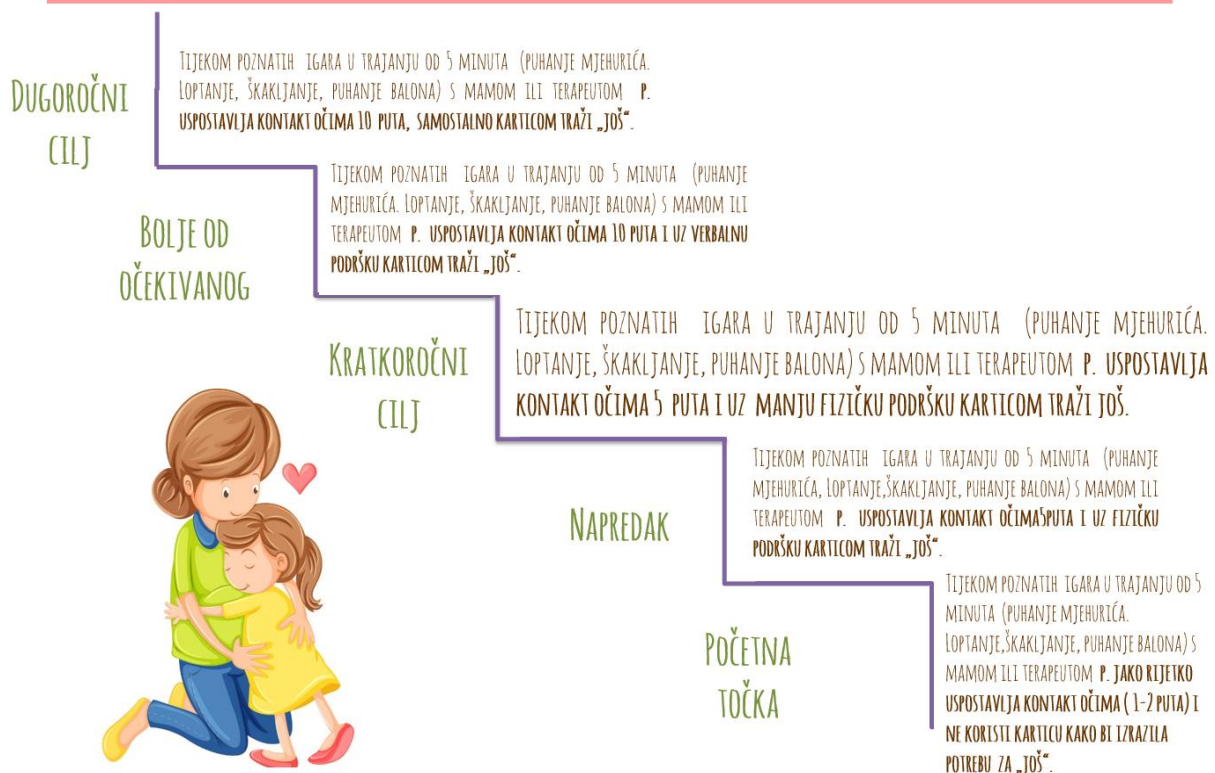 Dugoročni
cilj
Tijekom poznatih igara u trajanju od 5 minuta (puhanje mjehurića.
Loptanje, škakljanje, puhanje balona) s mamom ili terapeutom p.
uspostavlja kontakt očima 10 puta, samostalno karticom traži „još“.
Bolje od
očekivanog
Tijekom poznatih igara u trajanju od 5 minuta (puhanje
mjehurića. Loptanje, škakljanje, puhanje balona) s mamom ili
terapeutom p. uspostavlja kontakt očima 10 puta i uz verbalnu
podršku karticom traži „još“.
Kratkoročni
cilj
Tijekom poznatih igara u trajanju od 5 minuta (puhanje mjehurića.
Loptanje, škakljanje, puhanje balona) s mamom ili terapeutom p. uspostavlja
kontakt očima 5 puta i uz manju fizičku podršku karticom traži još.
Napredak
Tijekom poznatih igara u trajanju od 5 minuta (puhanje
mjehurića, Loptanje,škakljanje, puhanje balona) s mamom ili
terapeutom p. uspostavlja kontakt očima5puta i uz fizičku
podršku karticom traži „još“.
Početna
točka
Tijekom poznatih igara u trajanju od 5
minuta (puhanje mjehurića.
Loptanje,škakljanje, puhanje balona) s
mamom ili terapeutom p. jako rijetko
uspostavlja kontakt očima ( 1-2 puta) i
ne koristi karticu kako bi izrazila
potrebu za „još“.